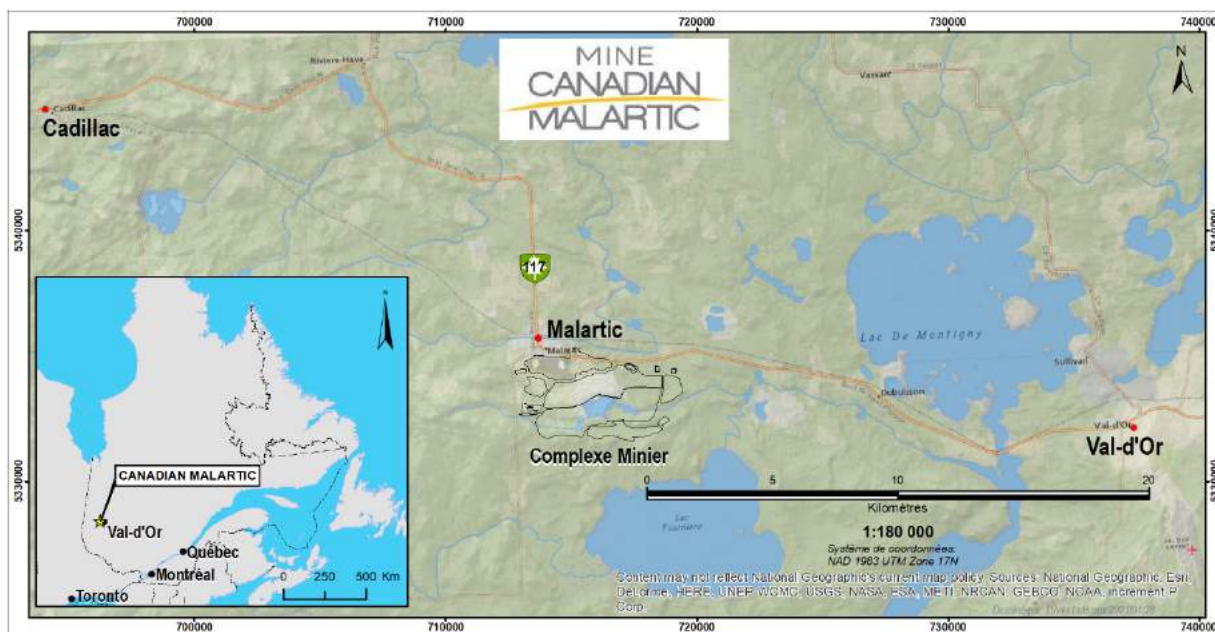 700000 710000 720000 730000 740000
MINE
CANADIAN
MALARTIC
N
Rivière-Héva
Vassan
Cadillac
Cadillac
5340000
5340000
117
Malartic
Malartic
Lac De Montigny
Sullivan
Dubuisson
Val-d'Or
Val-d'Or
Complexe Minier
5330000
5330000
0 5 10 20
Kilomètres
1:180 000
Système de coordonnées:
NAD 1983 UTM Zone 17N
Lac
Fournière
N
CANADIAN MALARTIC
Val-d'Or
Québec
Montréal
Toronto
0 250 500 Km
Content may not reflect National Geographic's current map policy. Sources: National Geographic, Esri,
DeLorme, HERE, UNEP-WCMC, USGS, NASA, ESA, METI, NRCAN, GEBCO, NOAA, increment P
Corp.
700000 710000 720000 730000 740000